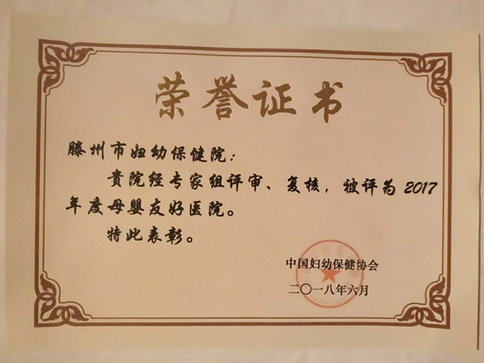 荣誉证书
滕州市妇幼保健院：
贵院经专家组评审、复核，被评为2017
年度母婴友好医院。
特此表彰。
中国妇幼保健协会
二〇一八年六月